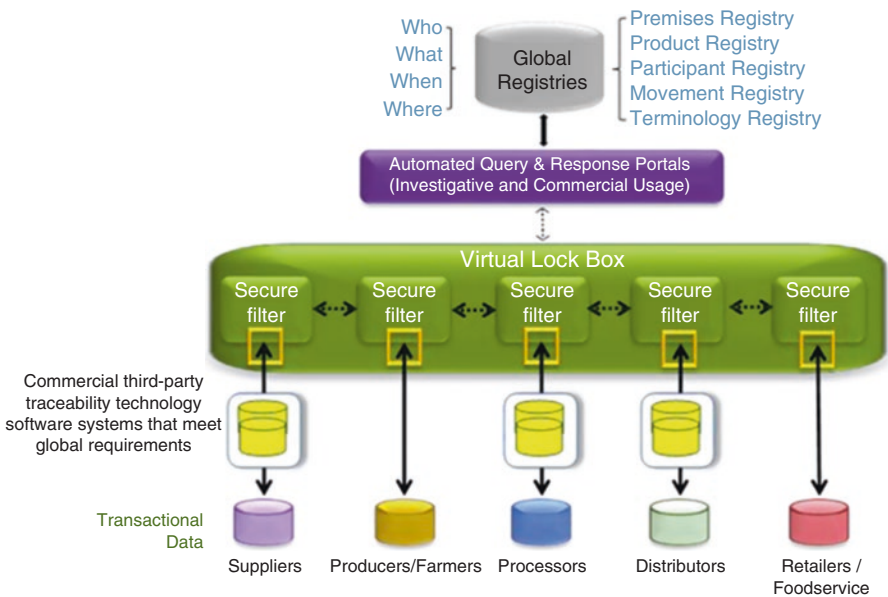 Who
What
When
Where
Global
Registries
Premises Registry
Product Registry
Participant Registry
Movement Registry
Terminology Registry
Automated Query & Response Portals
(Investigative and Commercial Usage)
Virtual Lock Box
Secure
filter
Secure
filter
Secure
filter
Secure
filter
Secure
filter
Commercial third-party
traceability technology
software systems that meet
global requirements
Transactional
Data
Suppliers
Producers/Farmers
Processors
Distributors
Retailers /
Foodservice